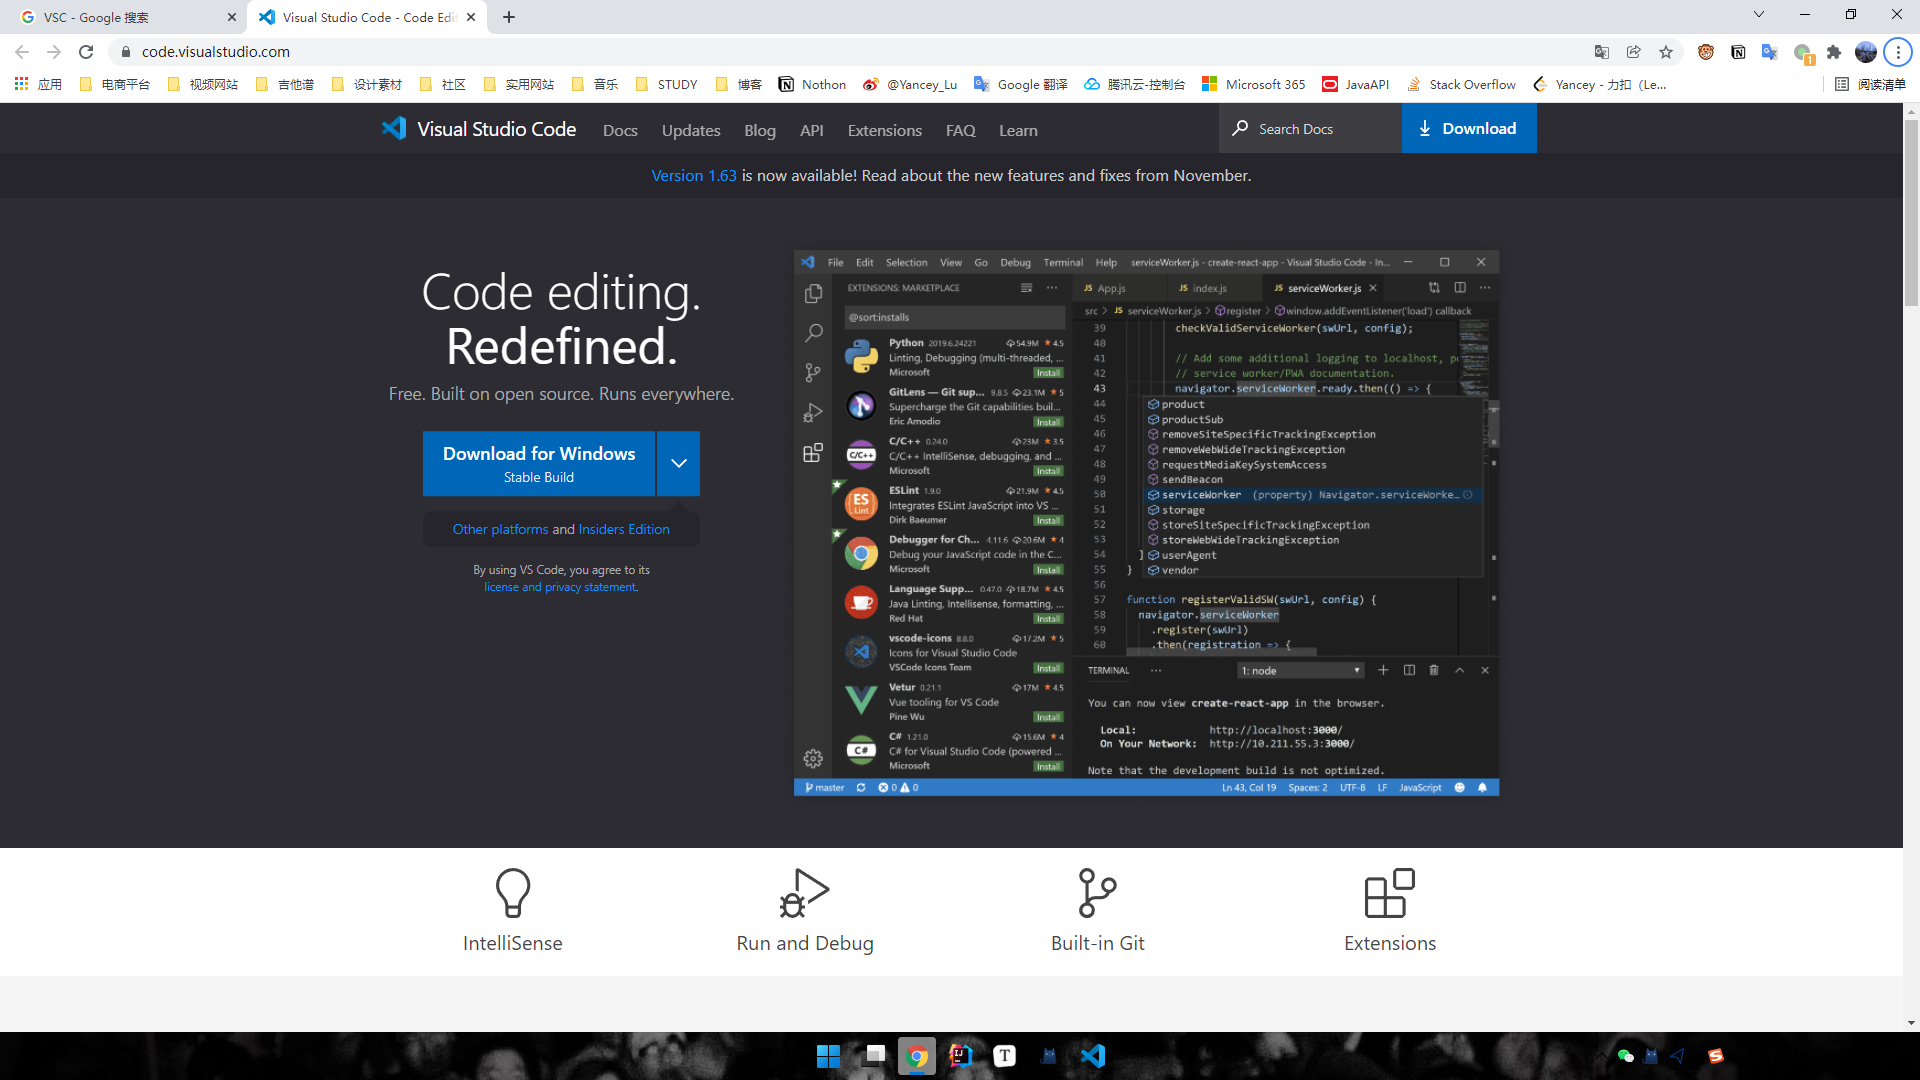 VSC - Google 搜索
Visual Studio Code - Code Edit
code.visualstudio.com
应用 电商平台 视频网站 吉他谱 设计素材 社区 实用网站 音乐 STUDY 博客 Nothon @Yancey_Lu Google 翻译 腾讯云-控制台 Microsoft 365 JavaAPI Stack Overflow Yancey - 力扣（Le... 阅读清单
Visual Studio Code Docs Updates Blog API Extensions FAQ Learn Search Docs Download
Version 1.63 is now available! Read about the new features and fixes from November.
Code editing.
Redefined.
Free. Built on open source. Runs everywhere.
Download for Windows
Stable Build
Other platforms and Insiders Edition
By using VS Code, you agree to its
license and privacy statement.
File Edit Selection View Go Debug Terminal Help serviceWorker.js - create-react-app - Visual Studio Code - In...
EXTENSIONS: MARKETPLACE
@sort:installs
Python 2019.6.24221 54.9M 4.5
Linting, Debugging (multi-threaded, ...
Microsoft Install
GitLens — Git sup... 9.8.5 23.1M 5
Supercharge the Git capabilities buil...
Eric Amodio Install
C/C++ 0.24.0 23M 3.5
C/C++ IntelliSense, debugging, and ...
Microsoft Install
ESLint 1.9.0 21.9M 4.5
Integrates ESLint JavaScript into VS ...
Dirk Baeumer Install
Debugger for Ch... 4.11.6 20.6M 4
Debug your JavaScript code in the C...
Microsoft Install
Language Supp... 0.47.0 18.7M 4.5
Java Linting, Intellisense, formatting, ...
Red Hat Install
vscode-icons 8.8.0 17.2M 5
Icons for Visual Studio Code
VSCode Icons Team Install
Vetur 0.21.1 17M 4.5
Vue tooling for VS Code
Pine Wu Install
C# 1.21.0 15.6M 4
C# for Visual Studio Code (powered ...
Microsoft Install
JS App.js JS index.js JS serviceWorker.js
src > JS serviceWorker.js > register > window.addEventListener('load') callback
39 checkValidServiceWorker(swUrl, config);
40
41 // Add some additional logging to localhost, po
42 // service worker/PWA documentation.
43 navigator.serviceWorker.ready.then(() => {
44 product
45 productSub
46 removeSiteSpecificTrackingException
47 removeWebWideTrackingException
48 requestMediaKeySystemAccess
49 sendBeacon
50 serviceWorker (property) Navigator.serviceWorke...
51 storage
52 storeSiteSpecificTrackingException
53 storeWebWideTrackingException
54 ] userAgent
55 } vendor
56
57 function registerValidSW(swUrl, config) {
58 navigator.serviceWorker
59 .register(swUrl)
60 .then(registration => {
TERMINAL ... 1: node
You can now view create-react-app in the browser.
Local: http://localhost:3000/
On Your Network: http://10.211.55.3:3000/
Note that the development build is not optimized.
master 0 0 Ln 43, Col 19 Spaces: 2 UTF-8 LF JavaScript
IntelliSense Run and Debug Built-in Git Extensions